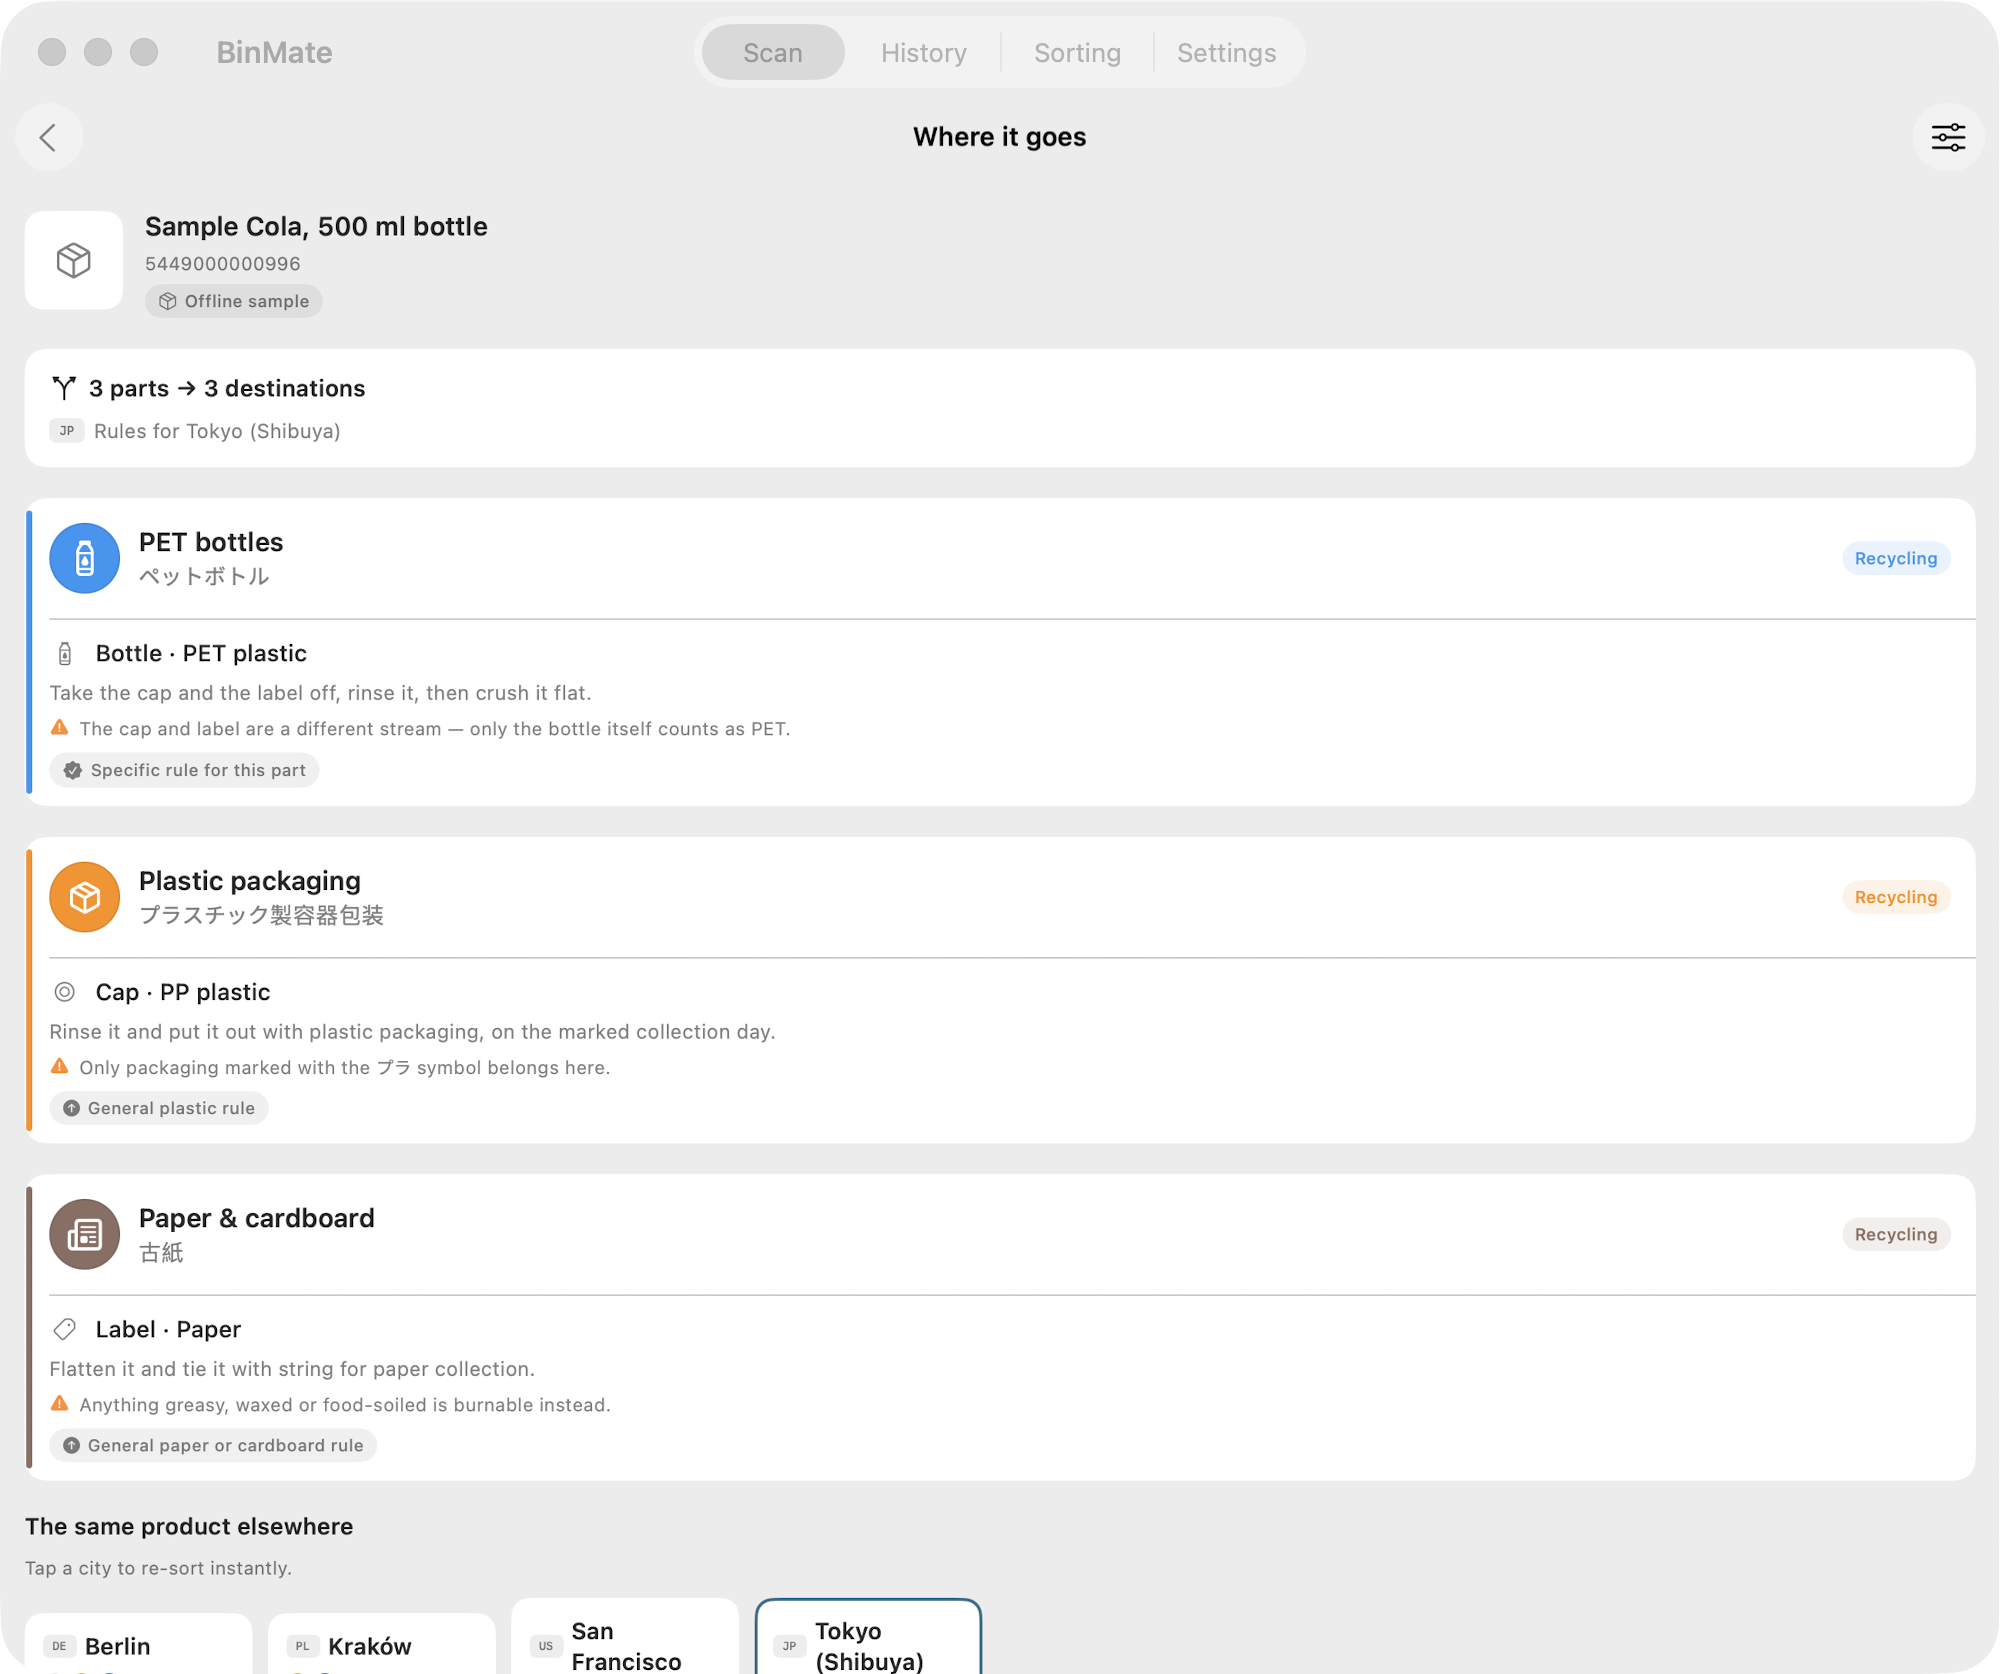 BinMate
Scan
History
Sorting
Settings
Where it goes
Sample Cola, 500 ml bottle
5449000000996
Offline sample
3 parts → 3 destinations
JP Rules for Tokyo (Shibuya)
PET bottles
ペットボトル
Recycling
Bottle · PET plastic
Take the cap and the label off, rinse it, then crush it flat.
The cap and label are a different stream — only the bottle itself counts as PET.
Specific rule for this part
Plastic packaging
プラスチック製容器包装
Recycling
Cap · PP plastic
Rinse it and put it out with plastic packaging, on the marked collection day.
Only packaging marked with the プラ symbol belongs here.
General plastic rule
Paper & cardboard
古紙
Recycling
Label · Paper
Flatten it and tie it with string for paper collection.
Anything greasy, waxed or food-soiled is burnable instead.
General paper or cardboard rule
The same product elsewhere
Tap a city to re-sort instantly.
DE Berlin
PL Kraków
US San
Francisco
JP Tokyo
(Shibuya)